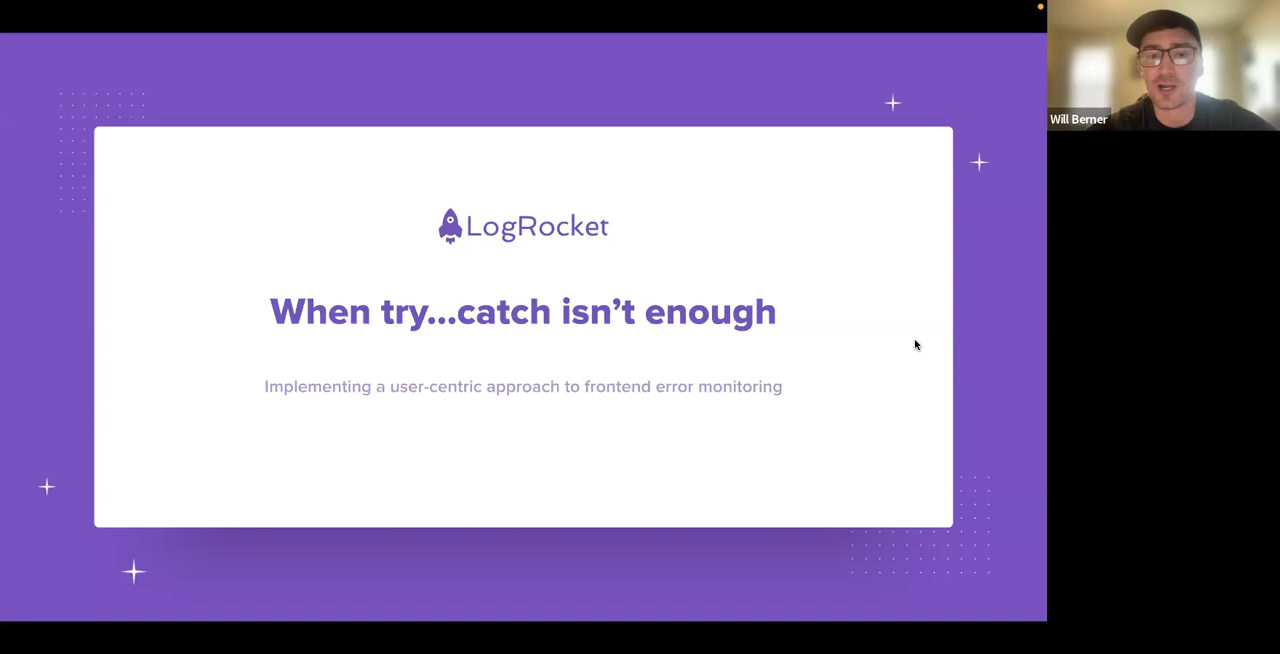 LogRocket
When try...catch isn’t enough
Implementing a user-centric approach to frontend error monitoring
Will Berner